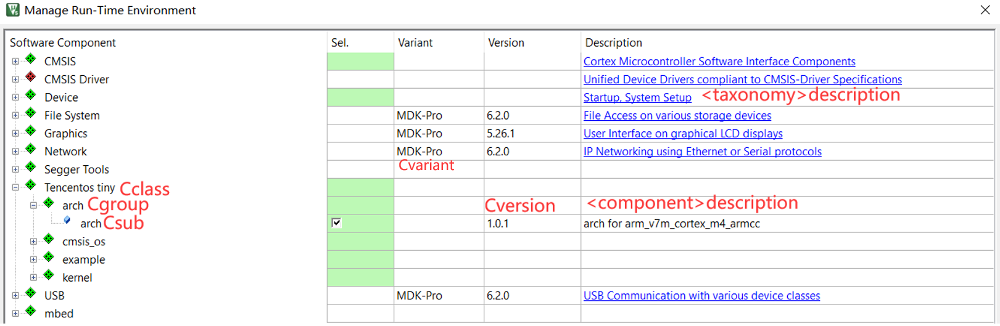 Manage Run-Time Environment
Software Component Sel. Variant Version Description
CMSIS Cortex Microcontroller Software Interface Components
CMSIS Driver Unified Device Drivers compliant to CMSIS-Driver Specifications
Device Startup, System Setup <taxonomy>description
File System MDK-Pro 6.2.0 File Access on various storage devices
Graphics MDK-Pro 5.26.1 User Interface on graphical LCD displays
Network MDK-Pro 6.2.0 IP Networking using Ethernet or Serial protocols
Segger Tools Cvariant
Tencentos tiny Cclass
arch Cgroup Cversion <component>description
arch Csub 1.0.1 arch for arm_v7m_cortex_m4_armcc
cmsis_os
example
kernel
USB MDK-Pro 6.2.0 USB Communication with various device classes
mbed